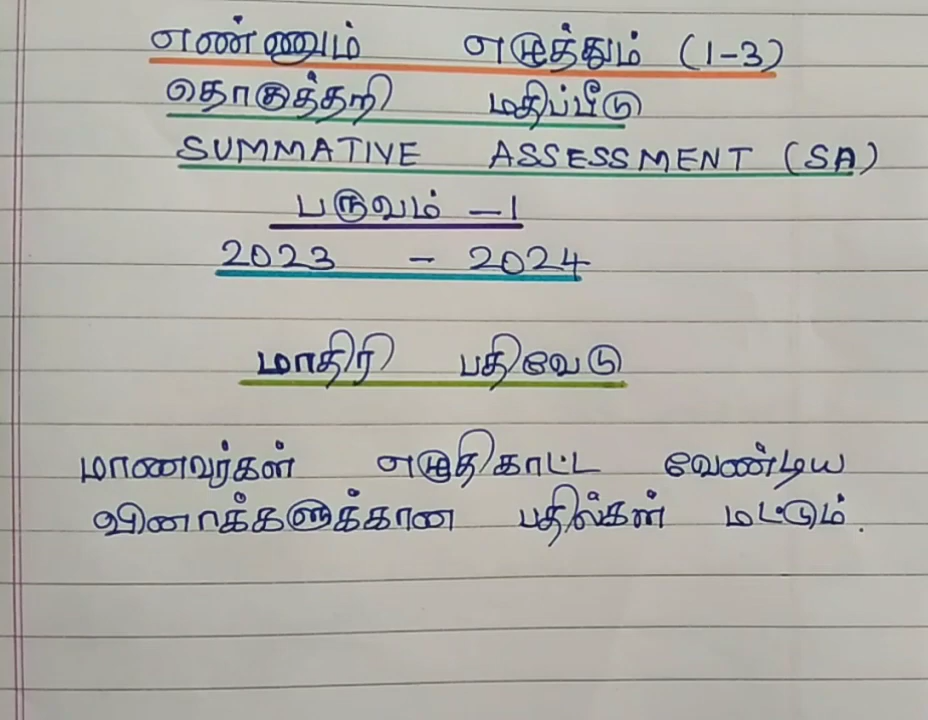 எண்ணும் எழுத்தும் (1-3)
தொகுத்தறி மதிப்பீடு
SUMMATIVE ASSESSMENT (SA)
பருவம் -1
2023 - 2024
மாதிரி பதிவேடு
மாணவர்கள் எழுதிகாட்ட வேண்டிய
வினாக்களுக்கான பதில்கள் மட்டும்.